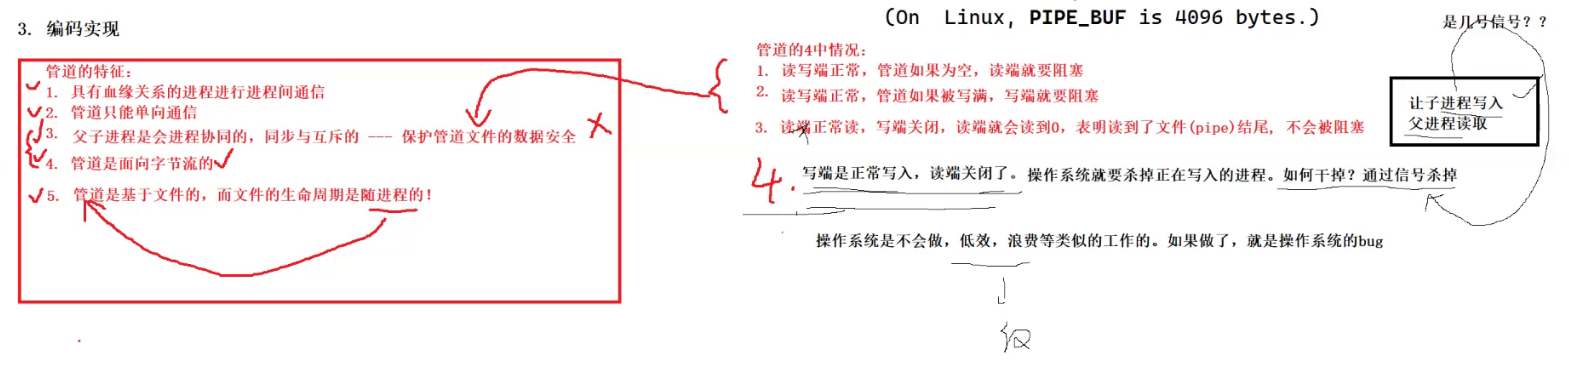 3. 编码实现
管道的特征：
1. 具有血缘关系的进程进行进程间通信
2. 管道只能单向通信
3. 父子进程是会进程协同的，同步与互斥的 --- 保护管道文件的数据安全
4. 管道是面向字节流的
5. 管道是基于文件的，而文件的生命周期是随进程的！
(On Linux, PIPE_BUF is 4096 bytes.)
管道的4中情况：
1. 读写端正常，管道如果为空，读端就要阻塞
2. 读写端正常，管道如果被写满，写端就要阻塞
3. 读端正常读，写端关闭，读端就会读到0，表明读到了文件(pipe)结尾，不会被阻塞
4. 写端是正常写入，读端关闭了。操作系统就要杀掉正在写入的进程。如何干掉？通过信号杀掉
操作系统是不会做，低效，浪费等类似的工作的。如果做了，就是操作系统的bug
是几号信号？？
让子进程写入
父进程读取